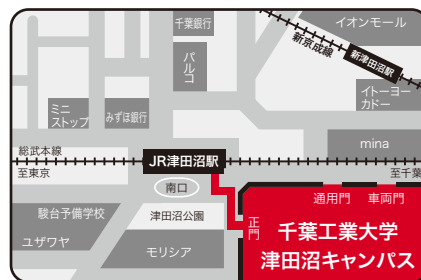 千葉銀行
イオンモール
新京成線
新津田沼駅
パルコ
イトーヨー
カドー
ミニ
ストップ
みずほ銀行
mina
総武本線
JR津田沼駅
至東京
至千葉
南口
通用門
車両門
駿台予備学校
津田沼公園
正門
千葉工業大学
津田沼キャンパス
ユザワヤ
モリシア